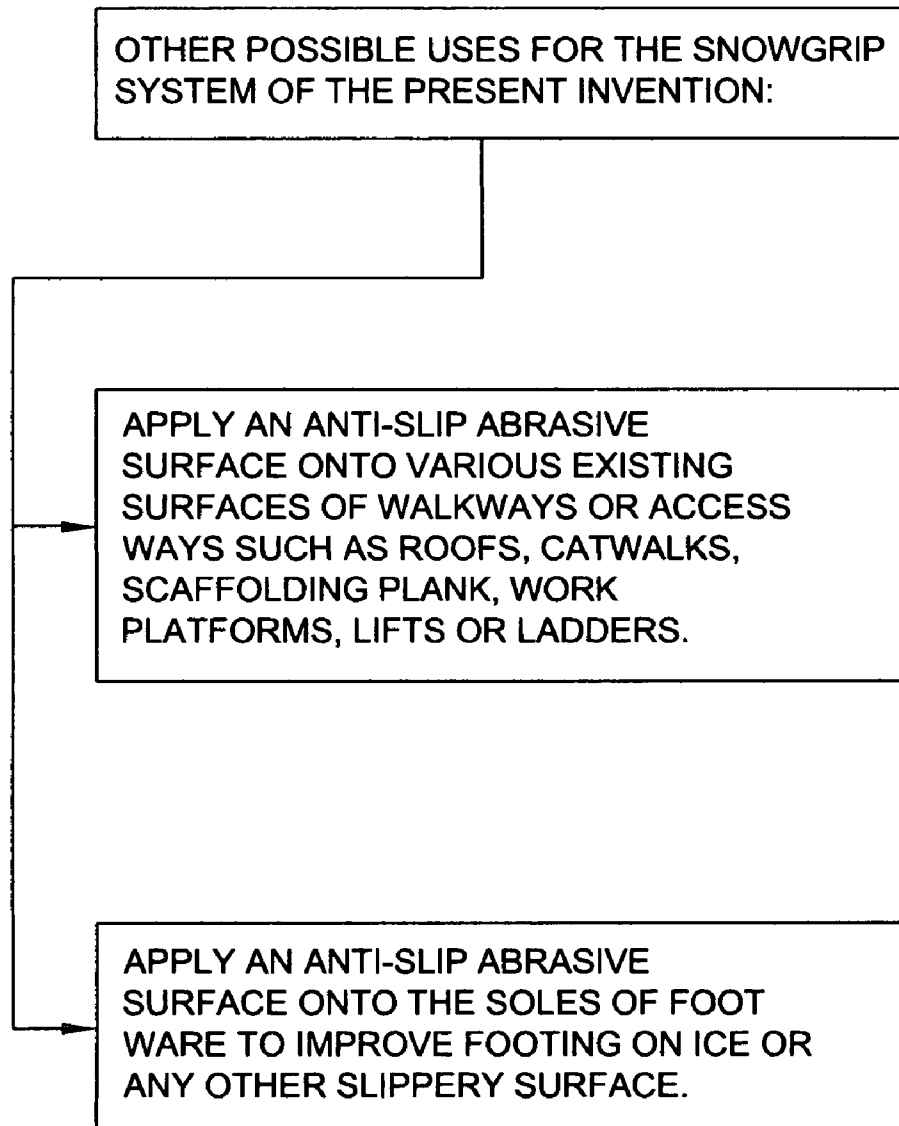 OTHER POSSIBLE USES FOR THE SNOWGRIP
SYSTEM OF THE PRESENT INVENTION:
APPLY AN ANTI-SLIP ABRASIVE
SURFACE ONTO VARIOUS EXISTING
SURFACES OF WALKWAYS OR ACCESS
WAYS SUCH AS ROOFS, CATWALKS,
SCAFFOLDING PLANK, WORK
PLATFORMS, LIFTS OR LADDERS.
APPLY AN ANTI-SLIP ABRASIVE
SURFACE ONTO THE SOLES OF FOOT
WARE TO IMPROVE FOOTING ON ICE OR
ANY OTHER SLIPPERY SURFACE.